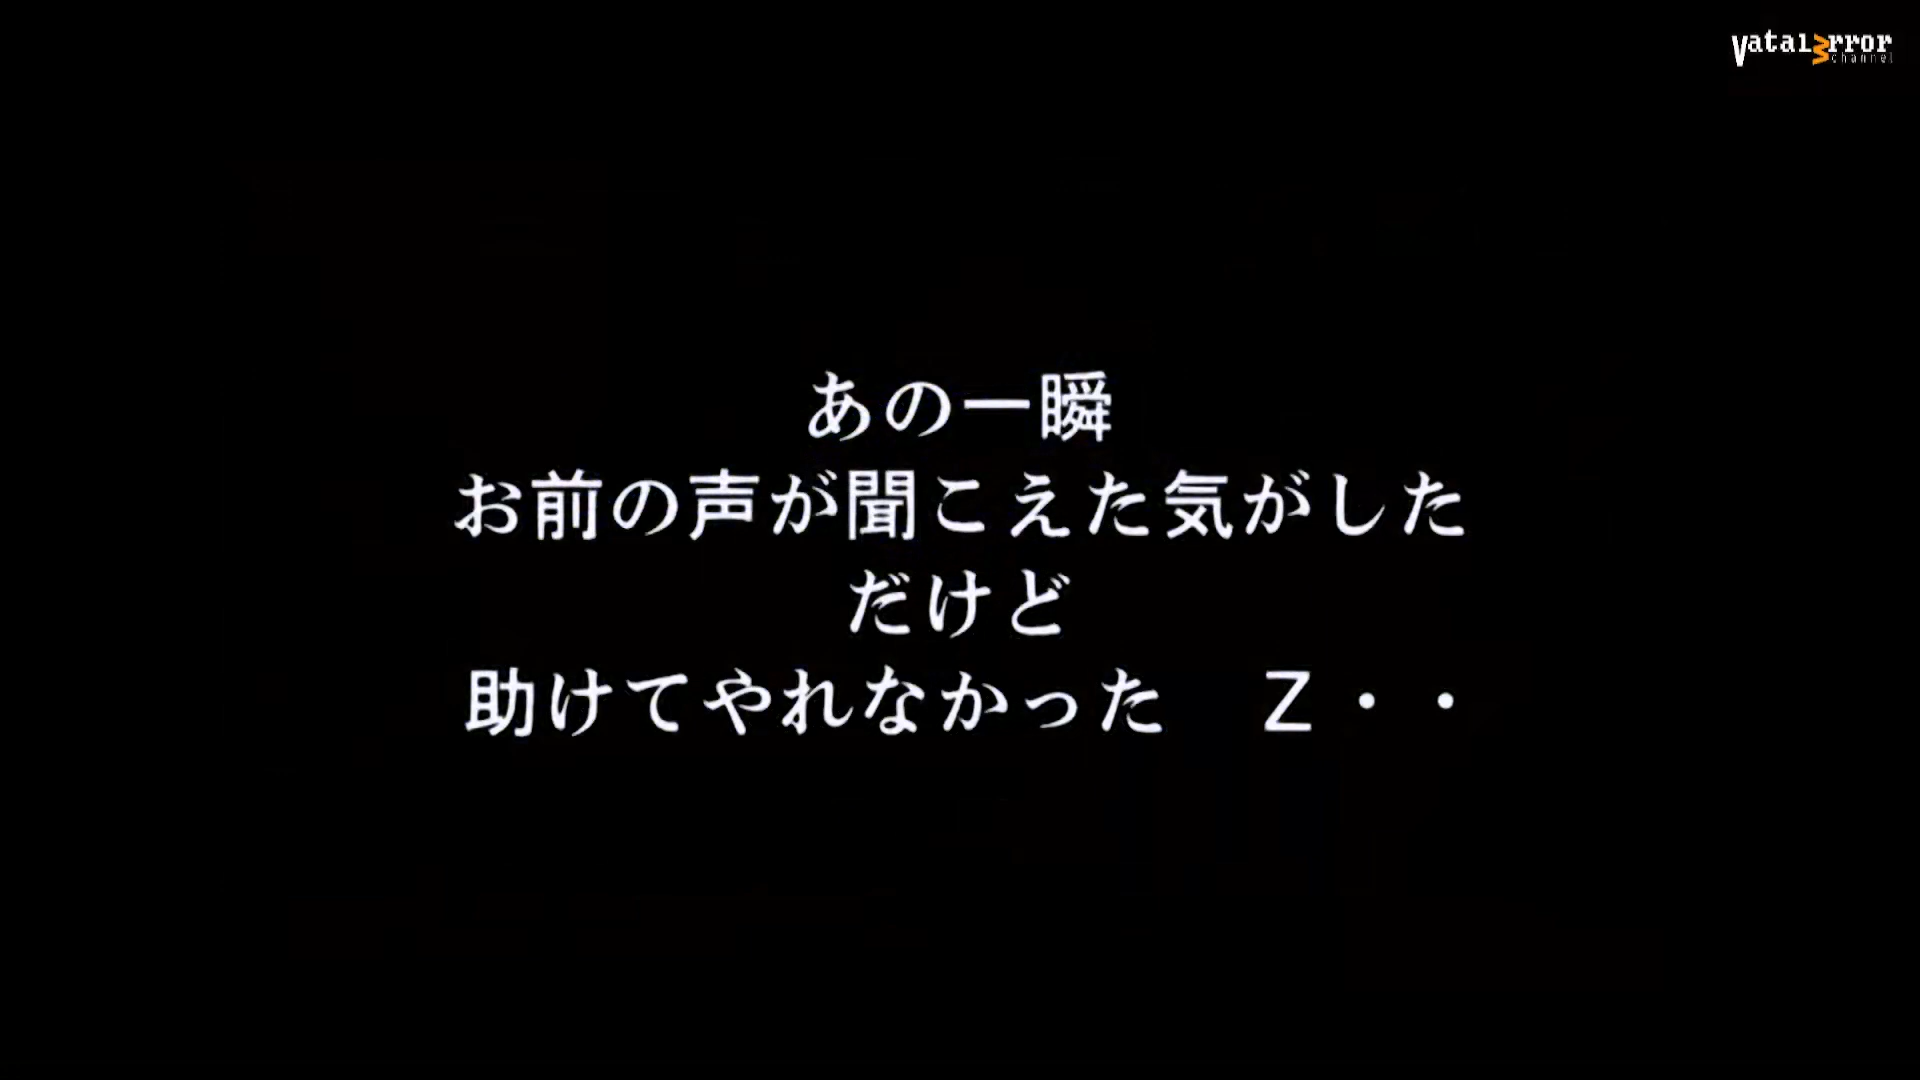 Vatalerror
channel
あの一瞬
お前の声が聞こえた気がした
だけど
助けてやれなかった　Z・・